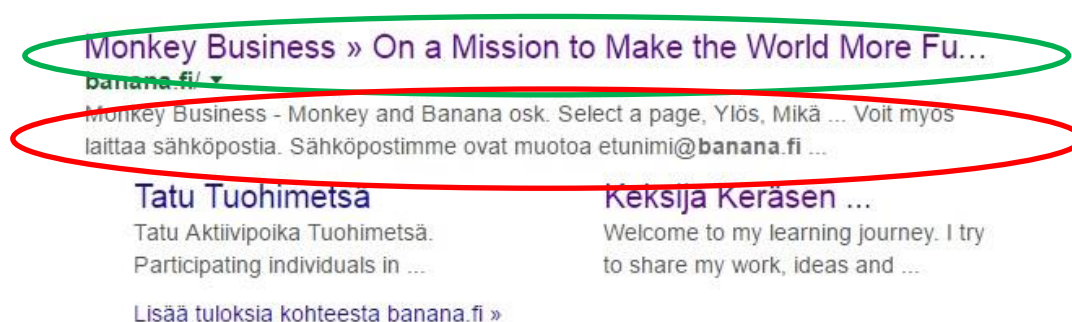 Monkey Business » On a Mission to Make the World More Fu...
banana.fi/
Monkey Business - Monkey and Banana osk. Select a page, Ylös, Mikä ... Voit myös
laittaa sähköpostia. Sähköpostimme ovat muotoa etunimi@banana.fi ...
Tatu Tuohimetsä
Tatu Aktiivipoika Tuohimetsä.
Participating individuals in ...
Keksijä Keräsen ...
Welcome to my learning journey. I try
to share my work, ideas and ...
Lisää tuloksia kohteesta banana.fi »